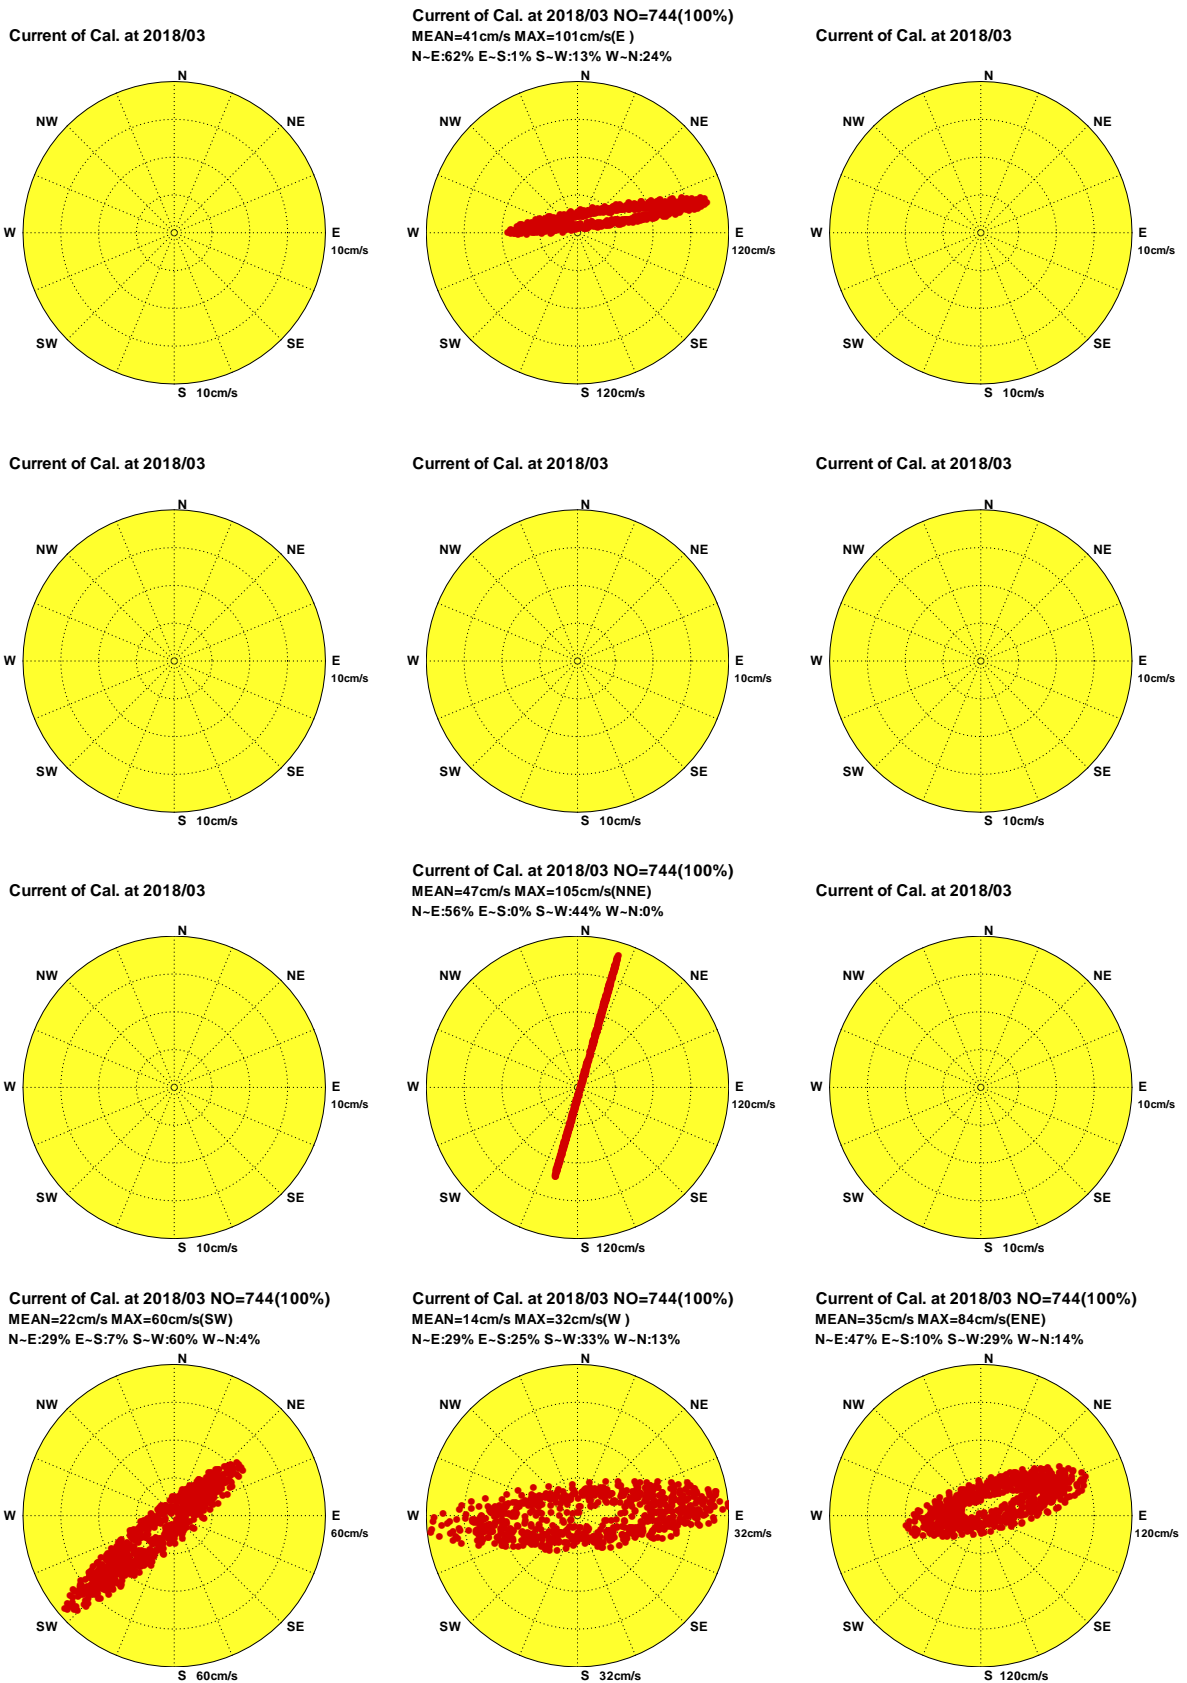 Current of Cal. at 2018/03
N
NW
NE
W
E
10cm/s
SW
SE
S 10cm/s
Current of Cal. at 2018/03 NO=744(100%)
MEAN=41cm/s MAX=101cm/s(E )
N~E:62% E~S:1% S~W:13% W~N:24%
N
NW
NE
W
E
120cm/s
SW
SE
S 120cm/s
Current of Cal. at 2018/03
N
NW
NE
W
E
10cm/s
SW
SE
S 10cm/s
Current of Cal. at 2018/03
N
NW
NE
W
E
10cm/s
SW
SE
S 10cm/s
Current of Cal. at 2018/03
N
NW
NE
W
E
10cm/s
SW
SE
S 10cm/s
Current of Cal. at 2018/03
N
NW
NE
W
E
10cm/s
SW
SE
S 10cm/s
Current of Cal. at 2018/03
N
NW
NE
W
E
10cm/s
SW
SE
S 10cm/s
Current of Cal. at 2018/03 NO=744(100%)
MEAN=47cm/s MAX=105cm/s(NNE)
N~E:56% E~S:0% S~W:44% W~N:0%
N
NW
NE
W
E
120cm/s
SW
SE
S 120cm/s
Current of Cal. at 2018/03
N
NW
NE
W
E
10cm/s
SW
SE
S 10cm/s
Current of Cal. at 2018/03 NO=744(100%)
MEAN=22cm/s MAX=60cm/s(SW)
N~E:29% E~S:7% S~W:60% W~N:4%
N
NW
NE
W
E
60cm/s
SW
SE
S 60cm/s
Current of Cal. at 2018/03 NO=744(100%)
MEAN=14cm/s MAX=32cm/s(W )
N~E:29% E~S:25% S~W:33% W~N:13%
N
NW
NE
W
E
32cm/s
SW
SE
S 32cm/s
Current of Cal. at 2018/03 NO=744(100%)
MEAN=35cm/s MAX=84cm/s(ENE)
N~E:47% E~S:10% S~W:29% W~N:14%
N
NW
NE
W
E
120cm/s
SW
SE
S 120cm/s